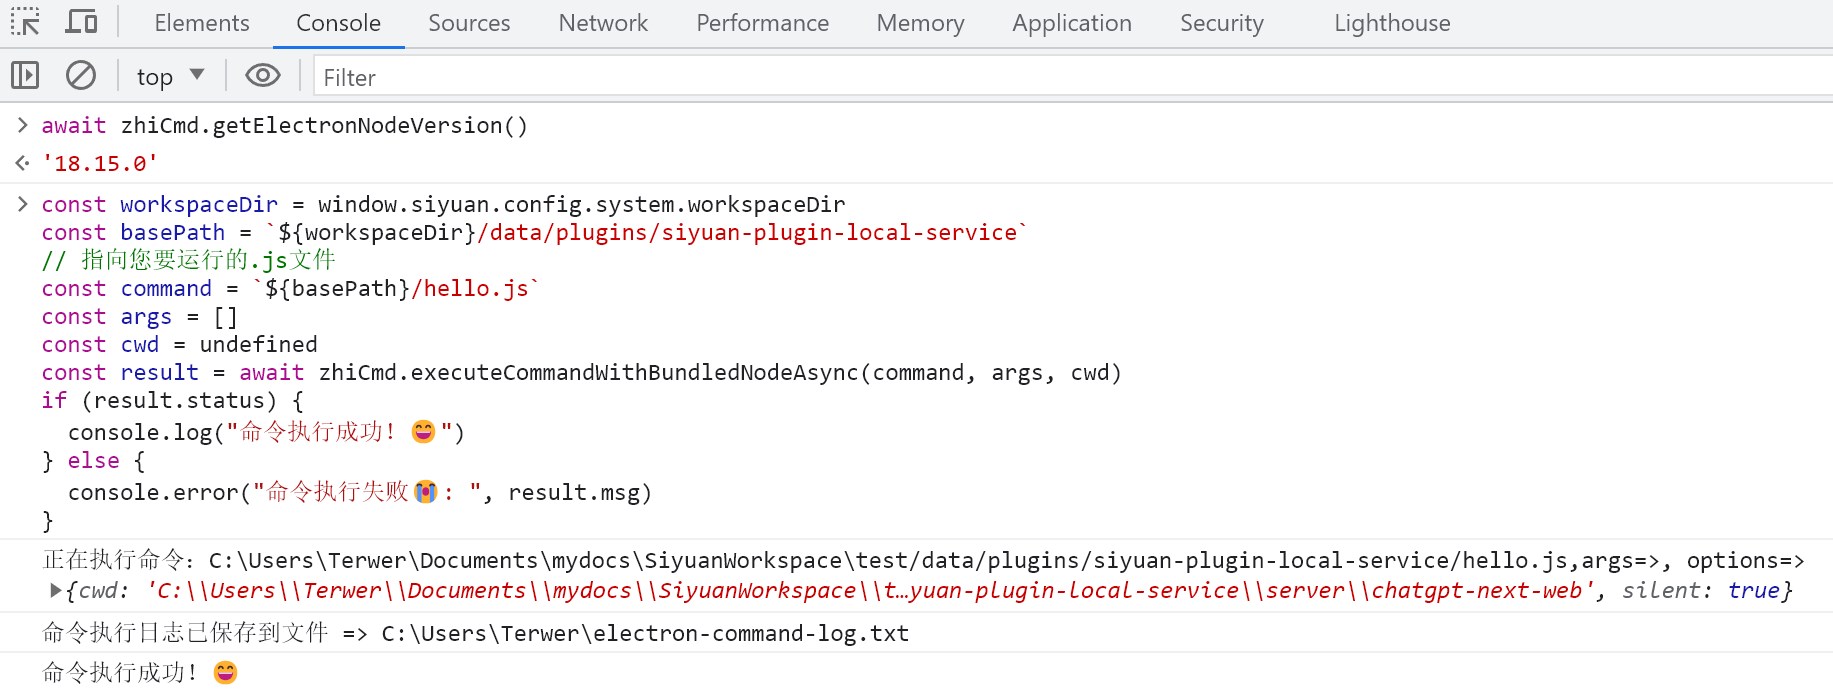 Elements Console Sources Network Performance Memory Application Security Lighthouse
top Filter
await zhiCmd.getElectronNodeVersion()
'18.15.0'
const workspaceDir = window.siyuan.config.system.workspaceDir
const basePath = `${workspaceDir}/data/plugins/siyuan-plugin-local-service`
// 指向您要运行的.js文件
const command = `${basePath}/hello.js`
const args = []
const cwd = undefined
const result = await zhiCmd.executeCommandWithBundledNodeAsync(command, args, cwd)
if (result.status) {
  console.log("命令执行成功！😄")
} else {
  console.error("命令执行失败😭：", result.msg)
}
正在执行命令：C:\Users\Terwer\Documents\mydocs\SiyuanWorkspace\test/data/plugins/siyuan-plugin-local-service/hello.js,args=>, options=>
{cwd: 'C:\\Users\\Terwer\\Documents\\mydocs\\SiyuanWorkspace\\t…yuan-plugin-local-service\\server\\chatgpt-next-web', silent: true}
命令执行日志已保存到文件 => C:\Users\Terwer\electron-command-log.txt
命令执行成功！😄